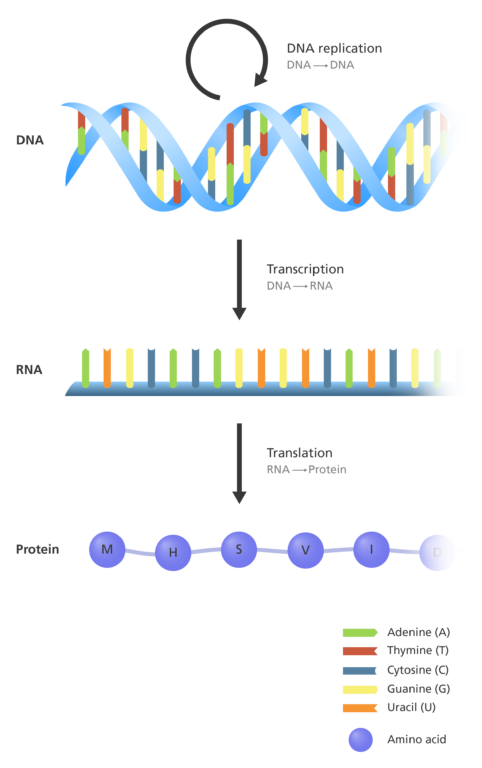 DNA replication
DNA → DNA
DNA
Transcription
DNA → RNA
RNA
Translation
RNA → Protein
Protein
M H S V I D
Adenine (A)
Thymine (T)
Cytosine (C)
Guanine (G)
Uracil (U)
Amino acid